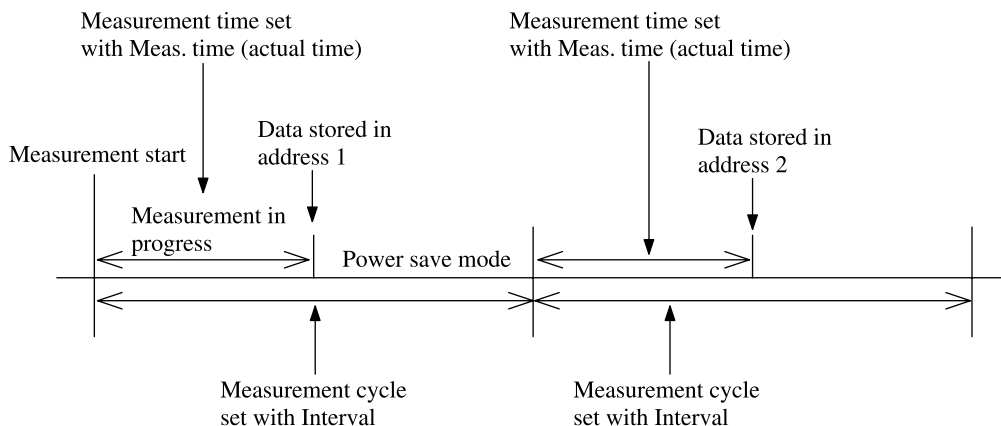 Measurement time set
with Meas. time (actual time)
Measurement time set
with Meas. time (actual time)
Data stored in
address 1
Data stored in
address 2
Measurement start
Measurement in
progress
Power save mode
Measurement cycle
set with Interval
Measurement cycle
set with Interval